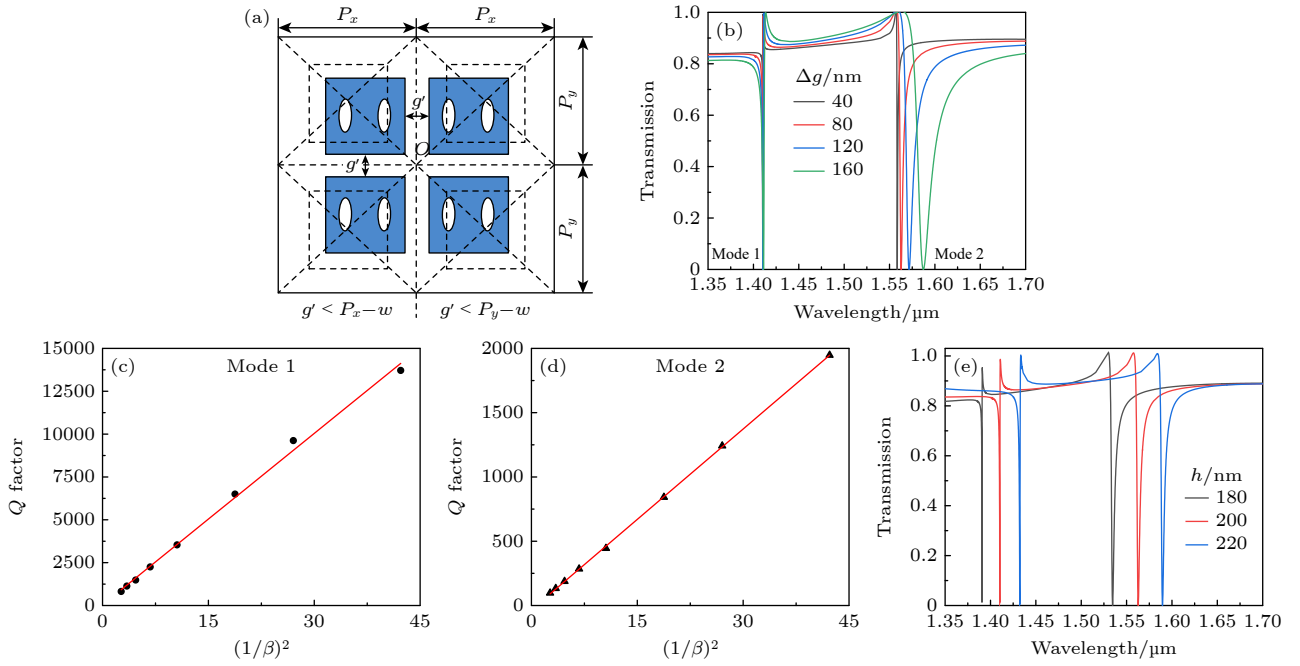 (a)
Pₓ Pₓ
g′
P_y
O
g′
P_y
g′ < Pₓ−w g′ < P_y−w
(b)
Transmission
1.0
0.8
0.6
0.4
0.2
0
Δg/nm
40
80
120
160
Mode 1 Mode 2
1.35 1.40 1.45 1.50 1.55 1.60 1.65 1.70
Wavelength/μm
(c) Mode 1
Q factor
15000
12500
10000
7500
5000
2500
0
0 15 30 45
(1/β)²
(d) Mode 2
Q factor
2000
1500
1000
500
0
0 15 30 45
(1/β)²
(e)
Transmission
1.0
0.8
0.6
0.4
0.2
0
h/nm
180
200
220
1.35 1.40 1.45 1.50 1.55 1.60 1.65 1.70
Wavelength/μm